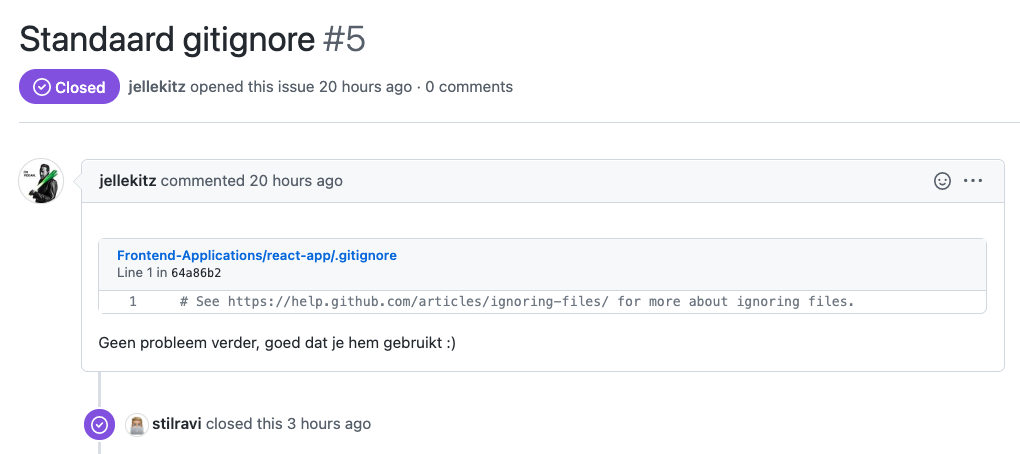 Standaard gitignore #5
Closed jellekitz opened this issue 20 hours ago · 0 comments
jellekitz commented 20 hours ago
Frontend-Applications/react-app/.gitignore
Line 1 in 64a86b2
1 # See https://help.github.com/articles/ignoring-files/ for more about ignoring files.
Geen probleem verder, goed dat je hem gebruikt :)
stilravi closed this 3 hours ago